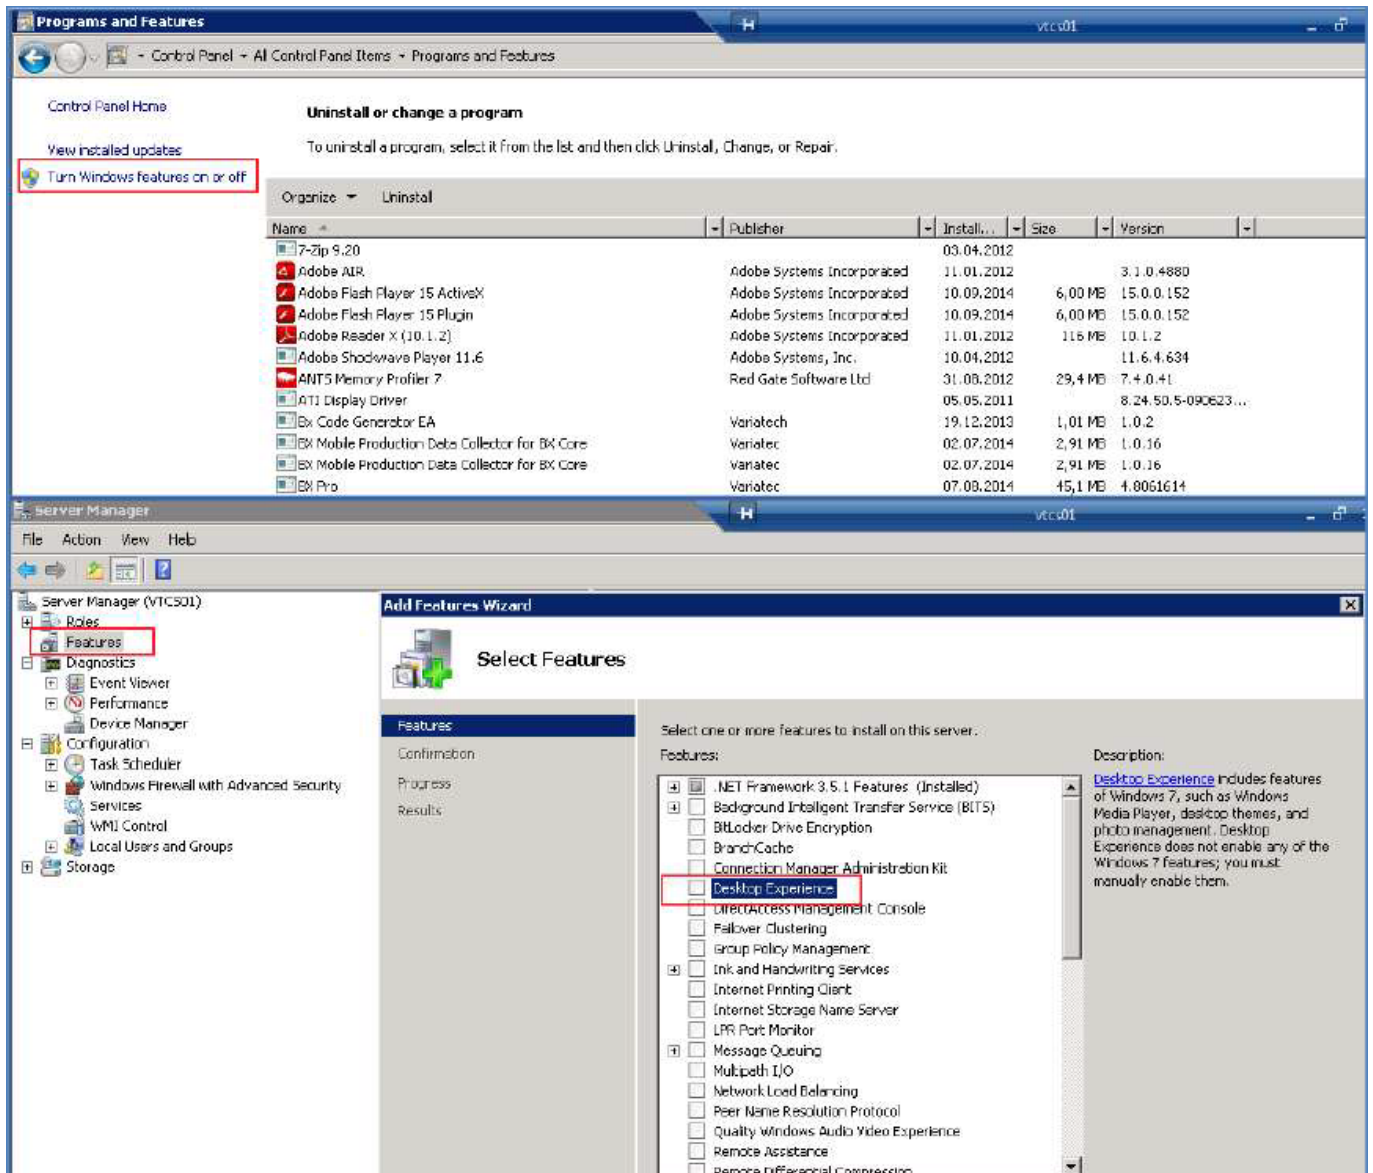 Programs and Features
vtcs01
Control Panel
All Control Panel Items
Programs and Features
Control Panel Home
View installed updates
Turn Windows features on or off
Uninstall or change a program
To uninstall a program, select it from the list and then click Uninstall, Change, or Repair.
Organize Uninstall
Name Publisher Install... Size Version
7-Zip 9.20 03.04.2012
Adobe AIR Adobe Systems Incorporated 11.01.2012 3.1.0.4880
Adobe Flash Player 15 ActiveX Adobe Systems Incorporated 10.09.2014 6,00 MB 15.0.0.152
Adobe Flash Player 15 Plugin Adobe Systems Incorporated 10.09.2014 6,00 MB 15.0.0.152
Adobe Reader X (10.1.2) Adobe Systems Incorporated 11.01.2012 116 MB 10.1.2
Adobe Shockwave Player 11.6 Adobe Systems, Inc. 10.04.2012 11.6.4.634
ANTS Memory Profiler 7 Red Gate Software Ltd 31.08.2012 29,4 MB 7.4.0.41
ATI Display Driver 05.05.2011 8.24.50.5-090623...
Bx Code Generator EA Variatech 19.12.2013 1,01 MB 1.0.2
BX Mobile Production Data Collector for BX Core Variatec 02.07.2014 2,91 MB 1.0.16
BX Mobile Production Data Collector for BX Core Variatec 02.07.2014 2,91 MB 1.0.16
BX Pro Variatec 07.08.2014 45,1 MB 4.8061614
Server Manager
vtcs01
File Action View Help
Server Manager (VTCS01)
Roles
Features
Diagnostics
Event Viewer
Performance
Device Manager
Configuration
Task Scheduler
Windows Firewall with Advanced Security
Services
WMI Control
Local Users and Groups
Storage
Add Features Wizard
Select Features
Features
Confirmation
Progress
Results
Select one or more features to install on this server.
Features:
.NET Framework 3.5.1 Features (Installed)
Background Intelligent Transfer Service (BITS)
BitLocker Drive Encryption
BranchCache
Connection Manager Administration Kit
Desktop Experience
DirectAccess Management Console
Failover Clustering
Group Policy Management
Ink and Handwriting Services
Internet Printing Client
Internet Storage Name Server
LPR Port Monitor
Message Queuing
Multipath I/O
Network Load Balancing
Peer Name Resolution Protocol
Quality Windows Audio Video Experience
Remote Assistance
Remote Differential Compression
Description:
Desktop Experience includes features
of Windows 7, such as Windows
Media Player, desktop themes, and
photo management. Desktop
Experience does not enable any of the
Windows 7 features; you must
manually enable them.